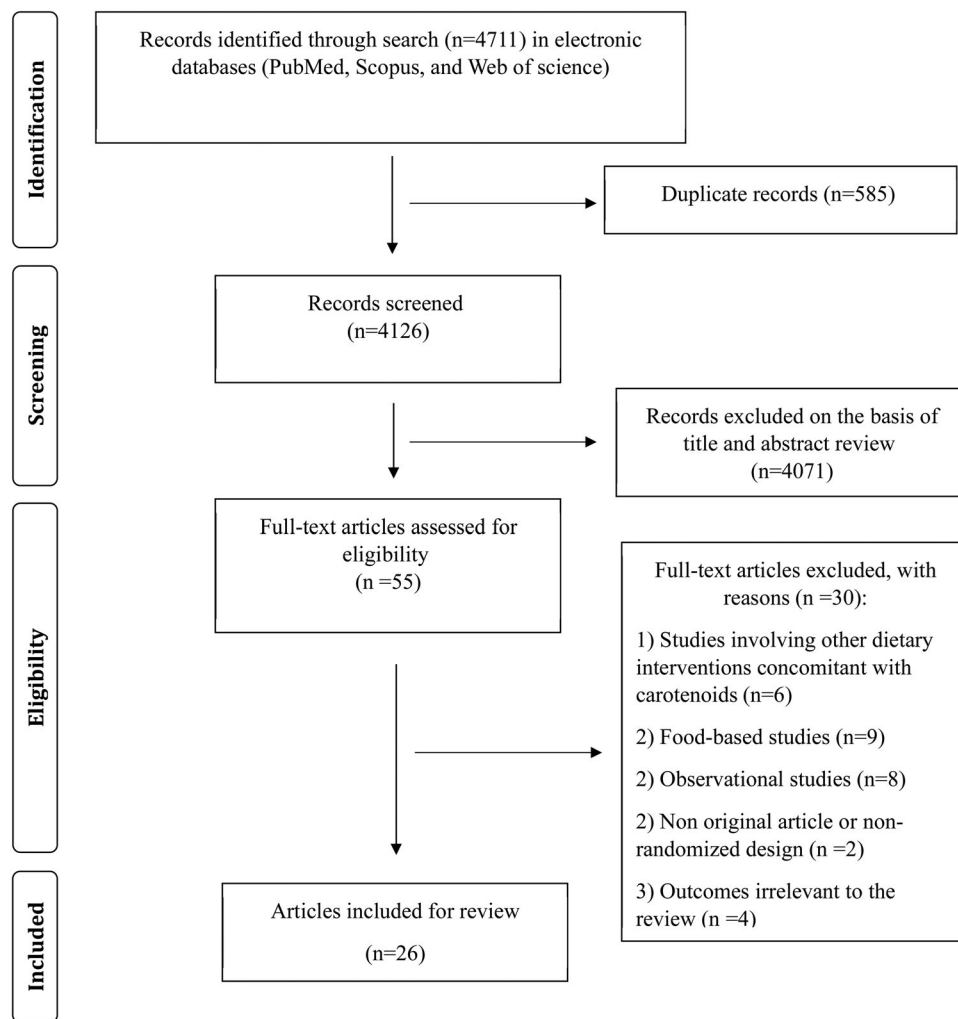 Identification
Records identified through search (n=4711) in electronic
databases (PubMed, Scopus, and Web of science)
Duplicate records (n=585)
Screening
Records screened
(n=4126)
Records excluded on the basis of
title and abstract review
(n=4071)
Eligibility
Full-text articles assessed for
eligibility
(n =55)
Full-text articles excluded, with
reasons (n =30):
1) Studies involving other dietary
interventions concomitant with
carotenoids (n=6)
2) Food-based studies (n=9)
2) Observational studies (n=8)
2) Non original article or non-
randomized design (n =2)
3) Outcomes irrelevant to the
review (n =4)
Included
Articles included for review
(n=26)